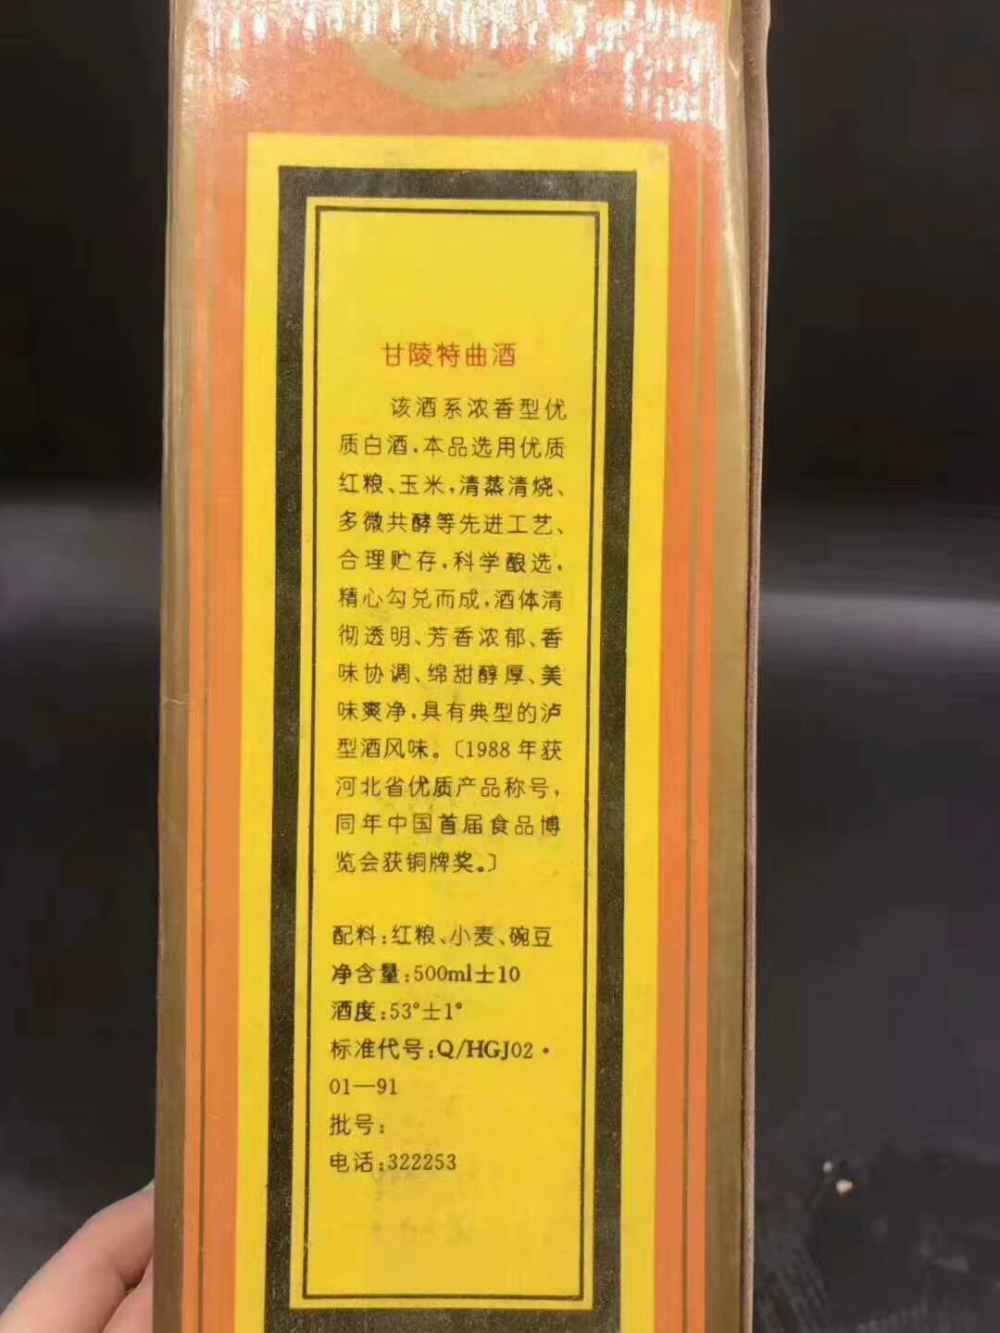 甘陵特曲酒
该酒系浓香型优
质白酒,本品选用优质
红粮、玉米,清蒸清烧、
多微共酵等先进工艺、
合理贮存,科学酿选,
精心勾兑而成,酒体清
彻透明、芳香浓郁、香
味协调、绵甜醇厚、美
味爽净,具有典型的泸
型酒风味。〔1988年获
河北省优质产品称号,
同年中国首届食品博
览会获铜牌奖。〕
配料:红粮、小麦、碗豆
净含量:500ml±10
酒度:53°±1°
标准代号:Q/HGJ02·
01—91
批号:
电话:322253